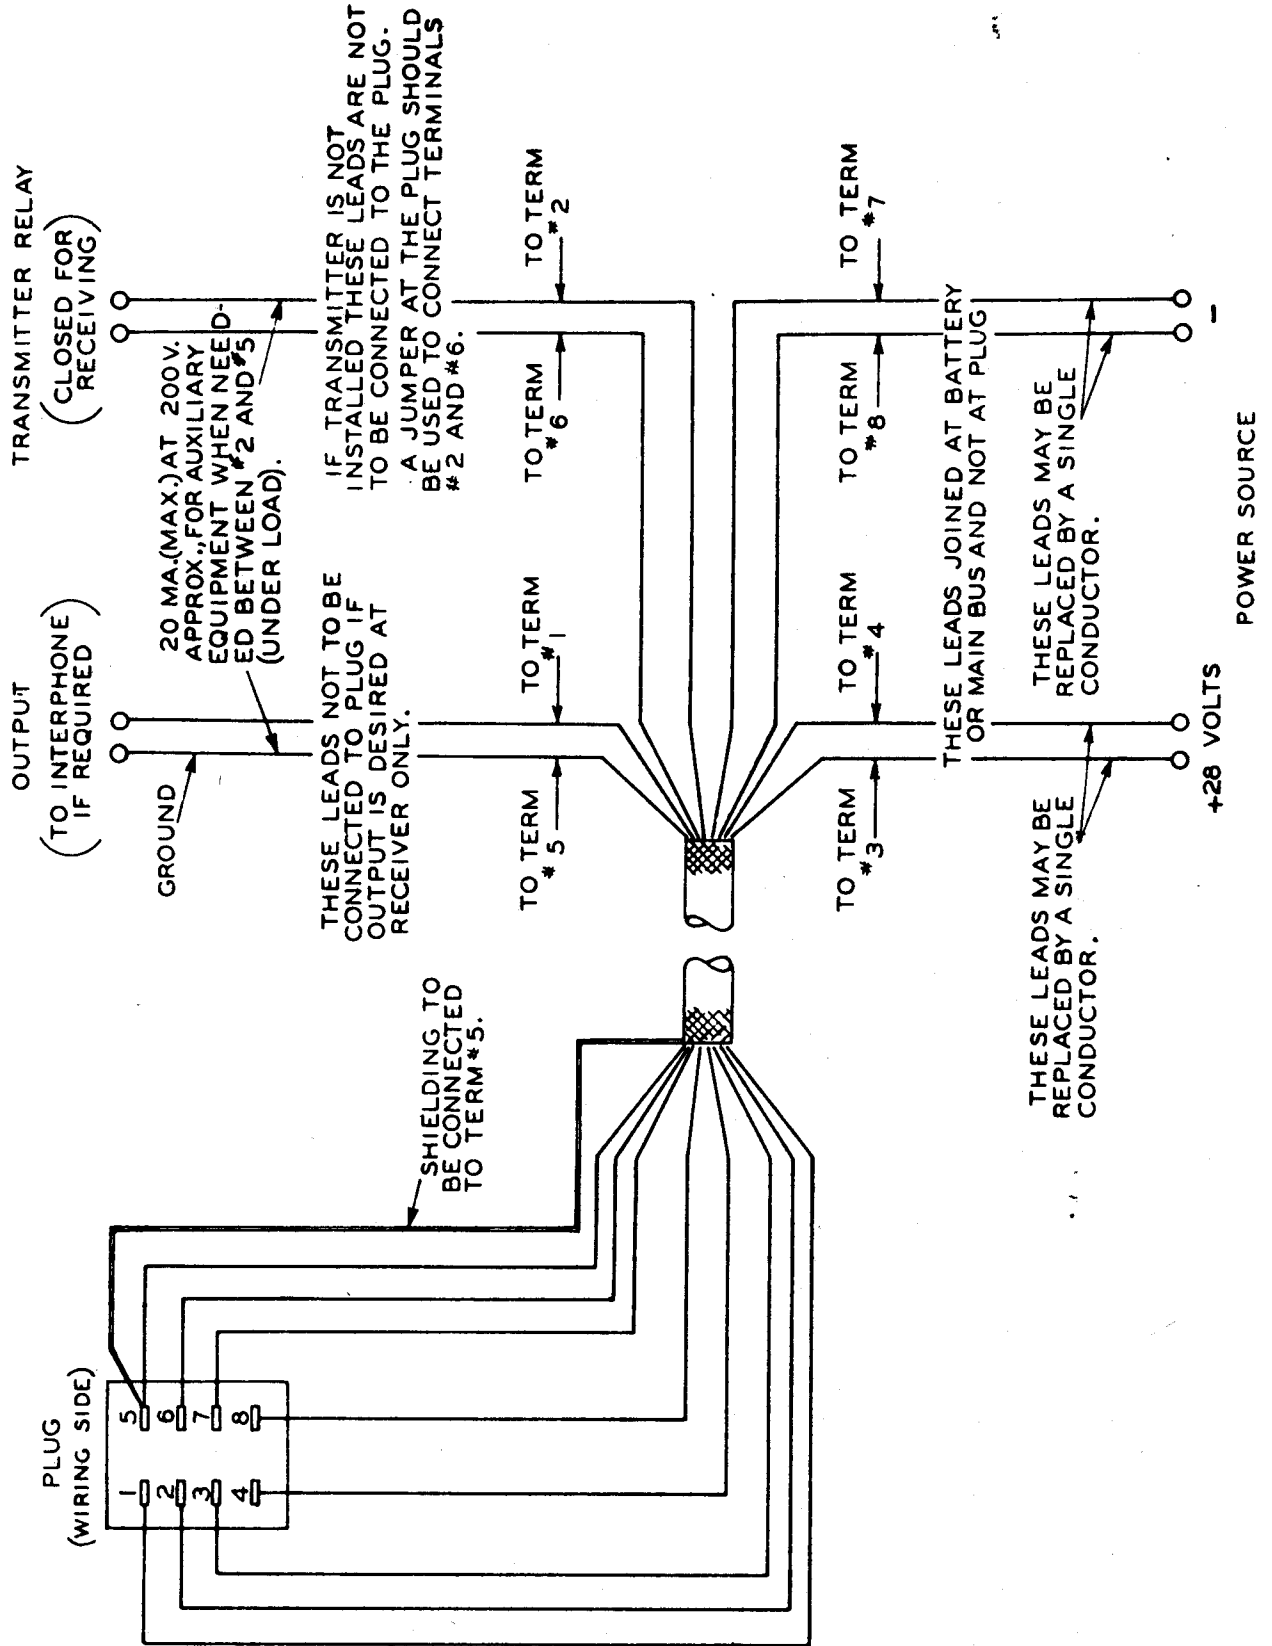 PLUG
(WIRING SIDE)
1
2
3
4
5
6
7
8
SHIELDING TO
BE CONNECTED
TO TERM #5.
OUTPUT
(TO INTERPHONE
IF REQUIRED)
GROUND
TRANSMITTER RELAY
(CLOSED FOR
RECEIVING)
20 MA.(MAX.) AT 200 V.
APPROX., FOR AUXILIARY
EQUIPMENT WHEN NEED-
ED BETWEEN #2 AND #5
(UNDER LOAD).
THESE LEADS NOT TO BE
CONNECTED TO PLUG IF
OUTPUT IS DESIRED AT
RECEIVER ONLY.
IF TRANSMITTER IS NOT
INSTALLED THESE LEADS ARE NOT
TO BE CONNECTED TO THE PLUG.
A JUMPER AT THE PLUG SHOULD
BE USED TO CONNECT TERMINALS
#2 AND #6.
TO TERM
#5
TO TERM
#1
TO TERM
#6
TO TERM
#2
TO TERM
#3
TO TERM
#4
TO TERM
#8
TO TERM
#7
THESE LEADS JOINED AT BATTERY
OR MAIN BUS AND NOT AT PLUG
THESE LEADS MAY BE
REPLACED BY A SINGLE
CONDUCTOR.
THESE LEADS MAY BE
REPLACED BY A SINGLE
CONDUCTOR.
+28 VOLTS
–
POWER SOURCE